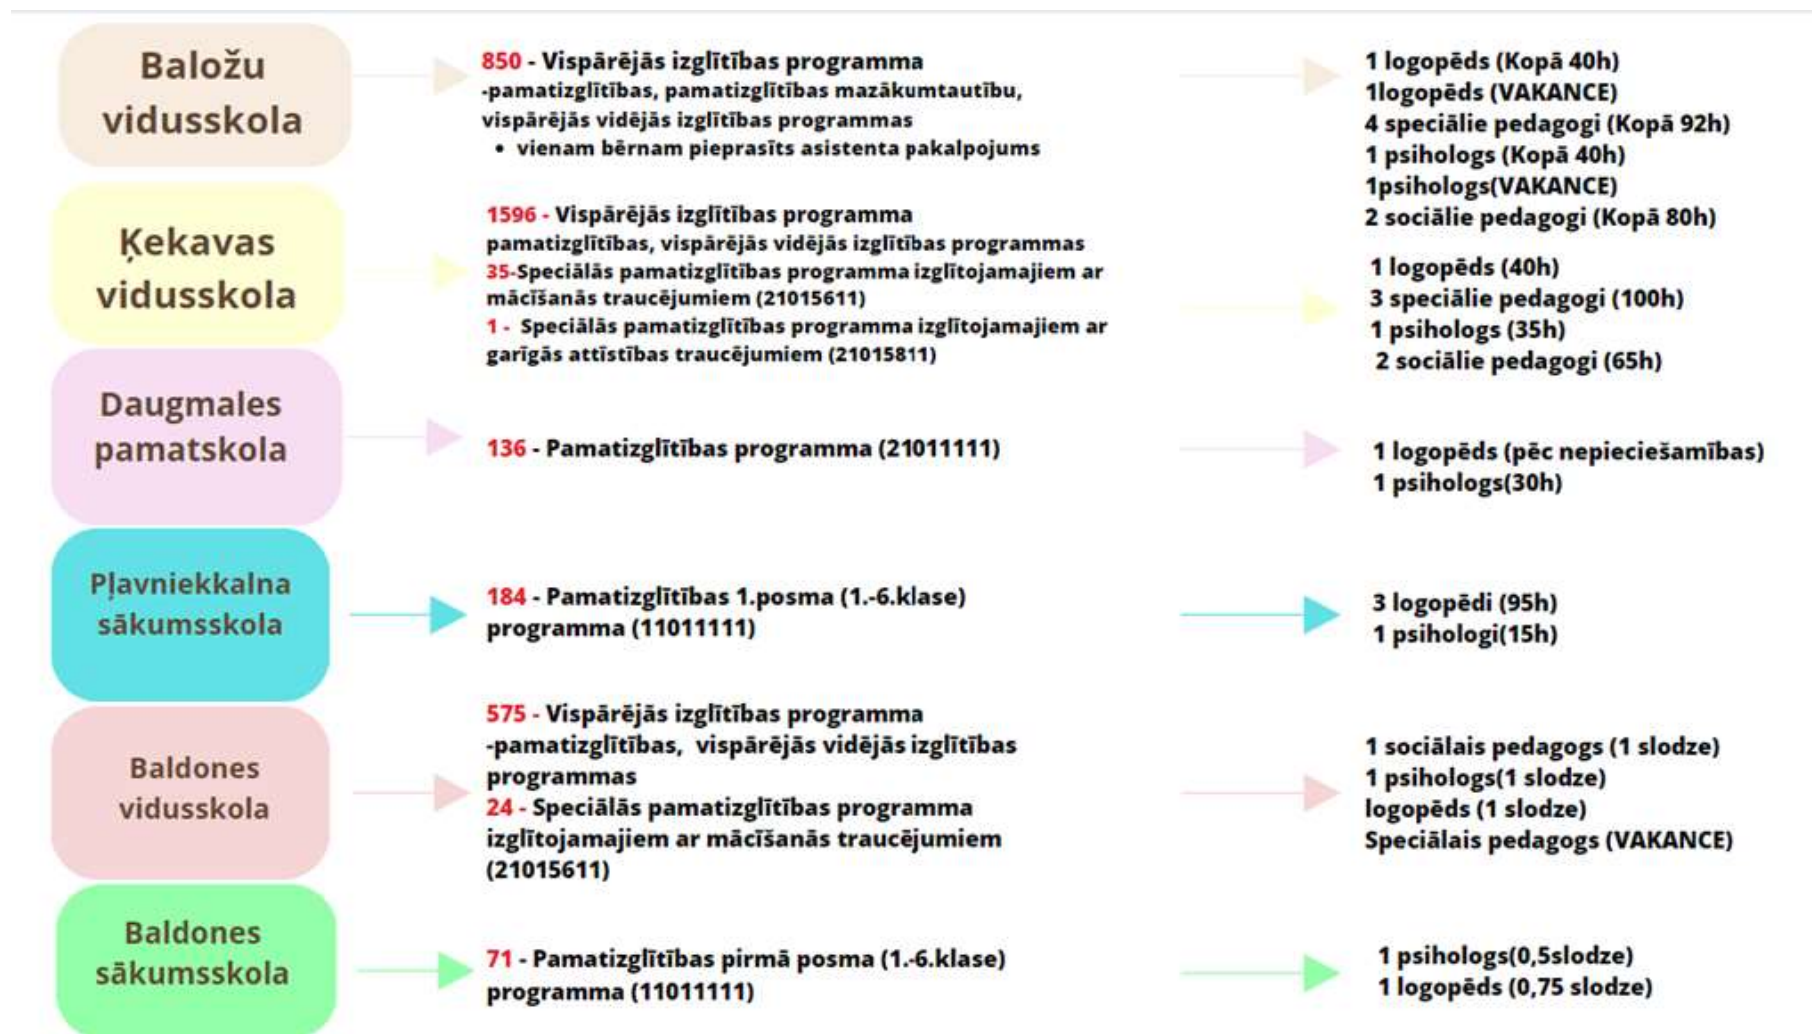 Baložu
vidusskola
850 - Vispārējās izglītības programma
-pamatizglītības, pamatizglītības mazākumtautību,
vispārējās vidējās izglītības programmas
• vienam bērnam pieprasīts asistenta pakalpojums
1 logopēds (Kopā 40h)
1logopēds (VAKANCE)
4 speciālie pedagogi (Kopā 92h)
1 psihologs (Kopā 40h)
1psihologs(VAKANCE)
2 sociālie pedagogi (Kopā 80h)
Ķekavas
vidusskola
1596 - Vispārējās izglītības programma
pamatizglītības, vispārējās vidējās izglītības programmas
35-Speciālās pamatizglītības programma izglītojamajiem ar
mācīšanās traucējumiem (21015611)
1 - Speciālās pamatizglītības programma izglītojamajiem ar
garīgās attīstības traucējumiem (21015811)
1 logopēds (40h)
3 speciālie pedagogi (100h)
1 psihologs (35h)
2 sociālie pedagogi (65h)
Daugmales
pamatskola
136 - Pamatizglītības programma (21011111)
1 logopēds (pēc nepieciešamības)
1 psihologs(30h)
Pļavniekkalna
sākumsskola
184 - Pamatizglītības 1.posma (1.-6.klase)
programma (11011111)
3 logopēdi (95h)
1 psihologi(15h)
Baldones
vidusskola
575 - Vispārējās izglītības programma
-pamatizglītības, vispārējās vidējās izglītības
programmas
24 - Speciālās pamatizglītības programma
izglītojamajiem ar mācīšanās traucējumiem
(21015611)
1 sociālais pedagogs (1 slodze)
1 psihologs(1 slodze)
logopēds (1 slodze)
Speciālais pedagogs (VAKANCE)
Baldones
sākumsskola
71 - Pamatizglītības pirmā posma (1.-6.klase)
programma (11011111)
1 psihologs(0,5slodze)
1 logopēds (0,75 slodze)